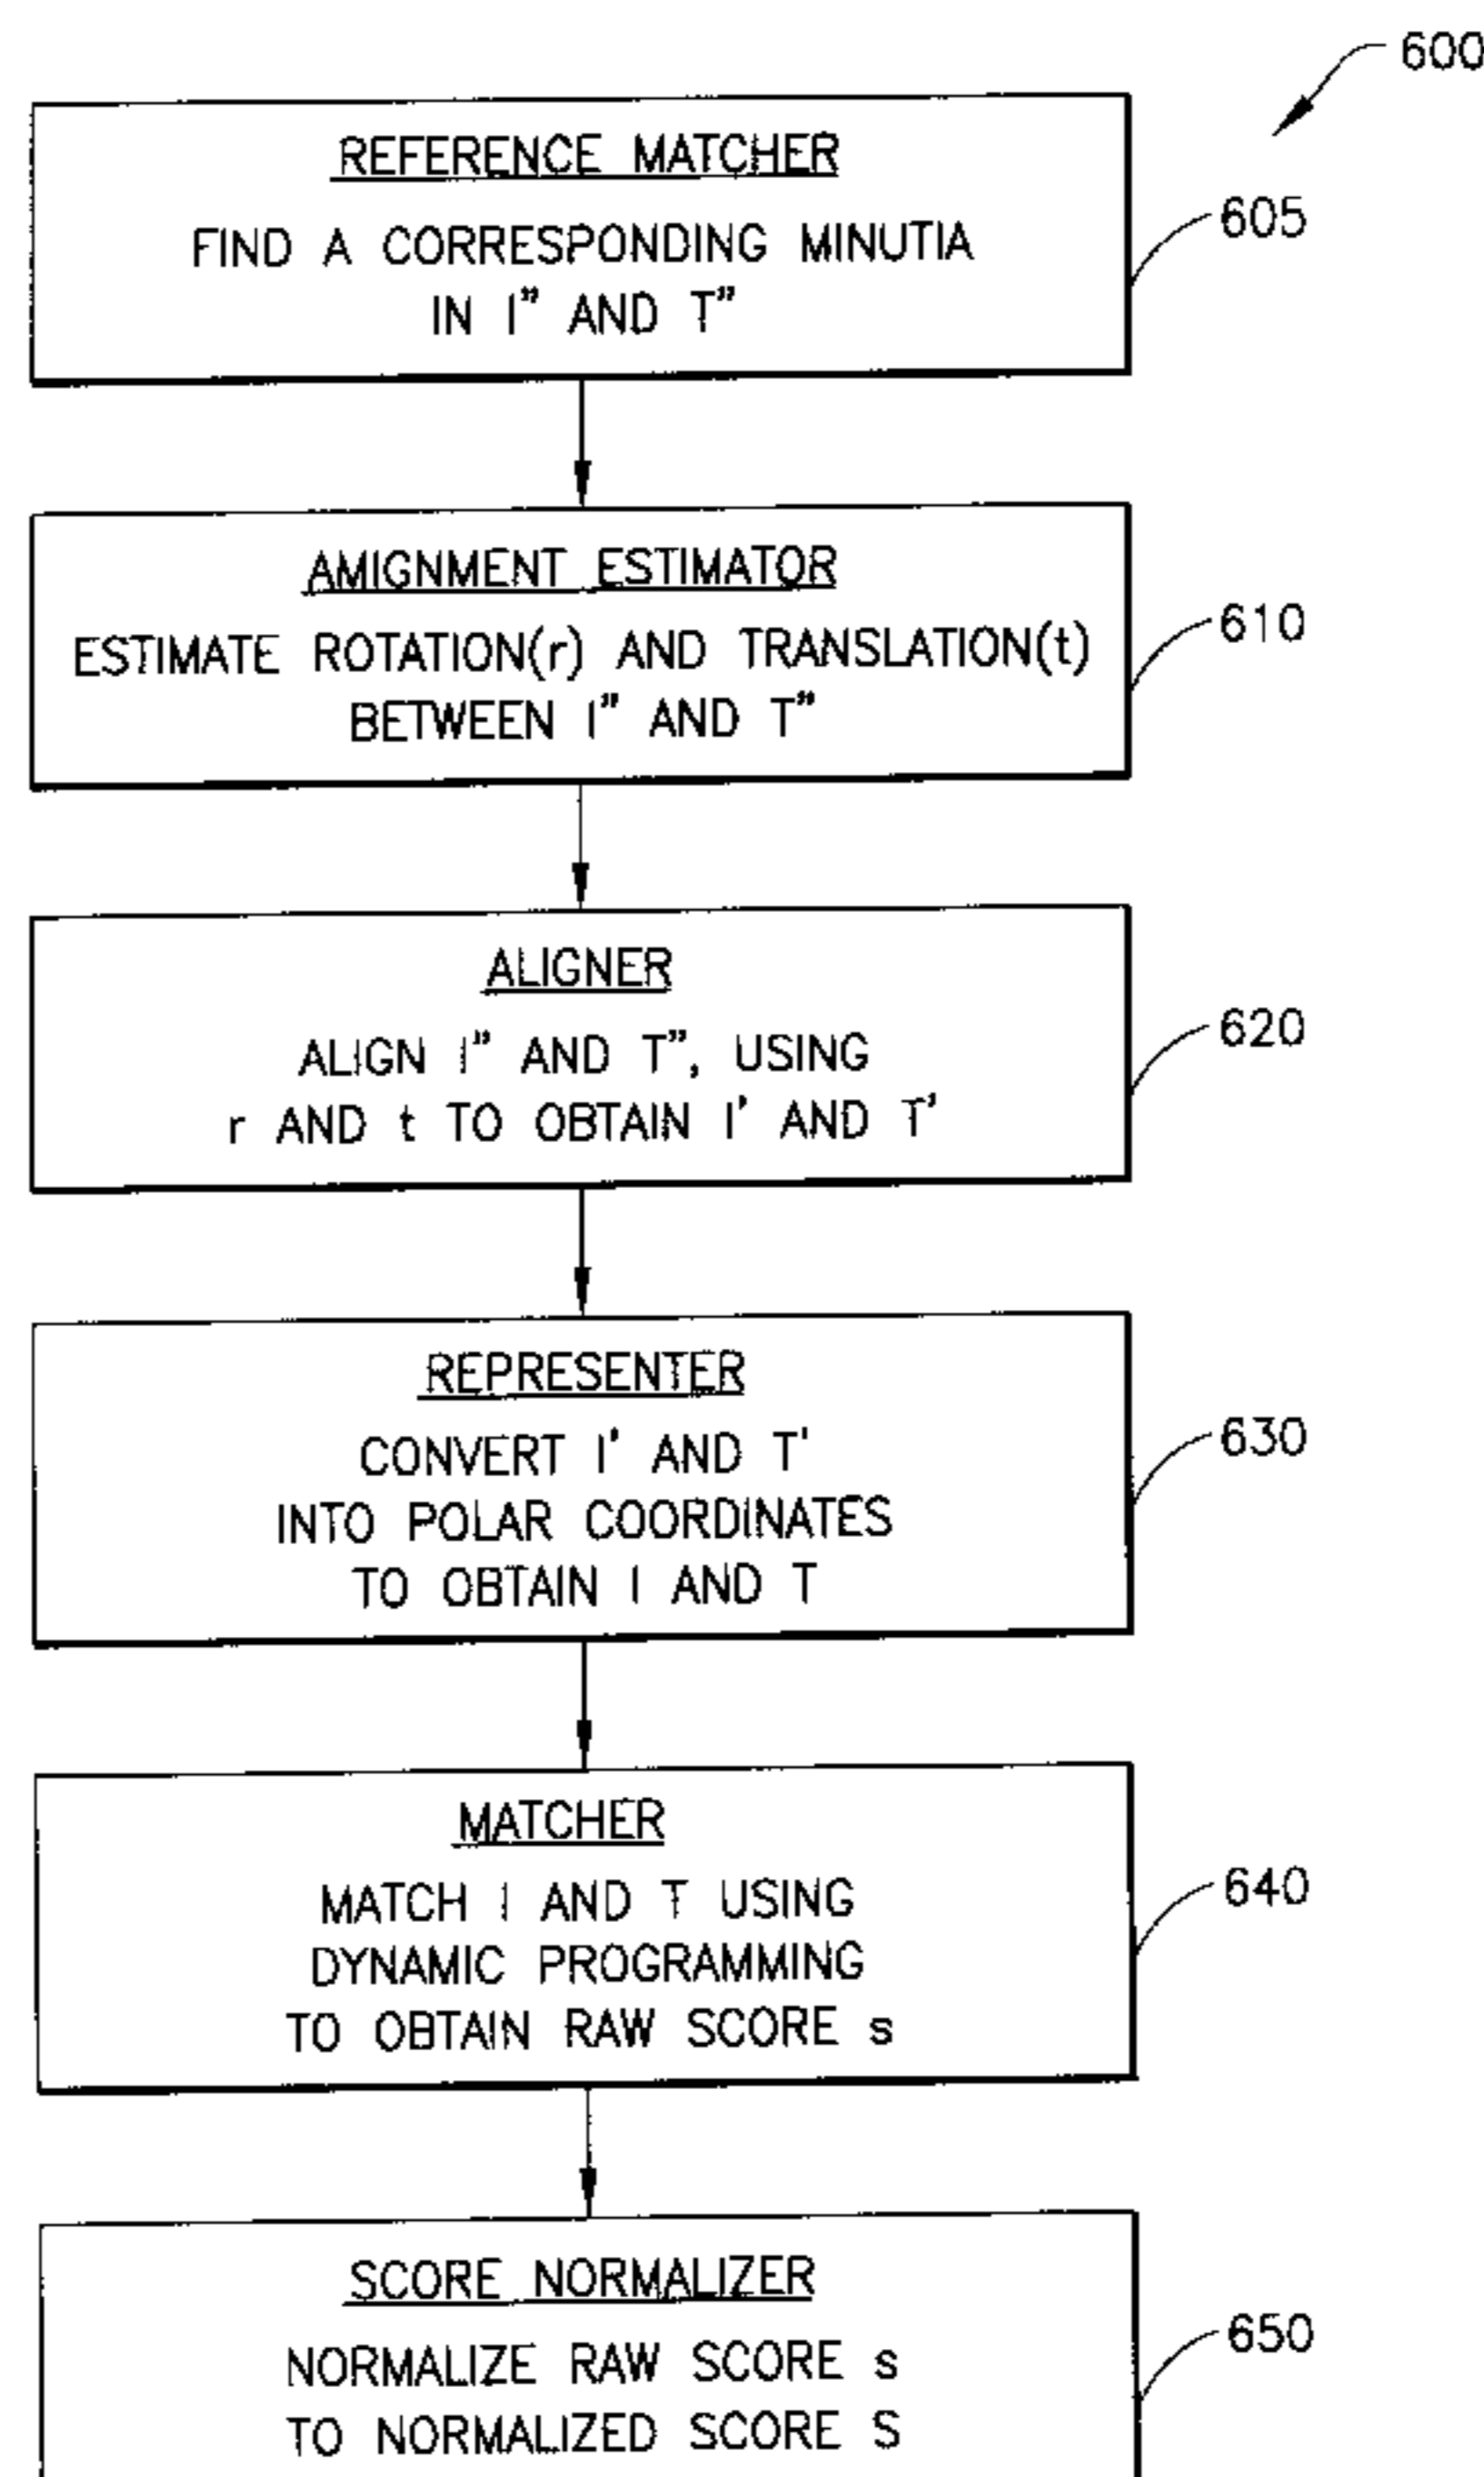 600
REFERENCE MATCHER
FIND A CORRESPONDING MINUTIA
IN I" AND T"
605
AMIGNMENT ESTIMATOR
ESTIMATE ROTATION(r) AND TRANSLATION(t)
BETWEEN I" AND T"
610
ALIGNER
ALIGN I" AND T", USING
r AND t TO OBTAIN I' AND T'
620
REPRESENTER
CONVERT I' AND T'
INTO POLAR COORDINATES
TO OBTAIN I AND T
630
MATCHER
MATCH I AND T USING
DYNAMIC PROGRAMMING
TO OBTAIN RAW SCORE s
640
SCORE NORMALIZER
NORMALIZE RAW SCORE s
TO NORMALIZED SCORE S
650